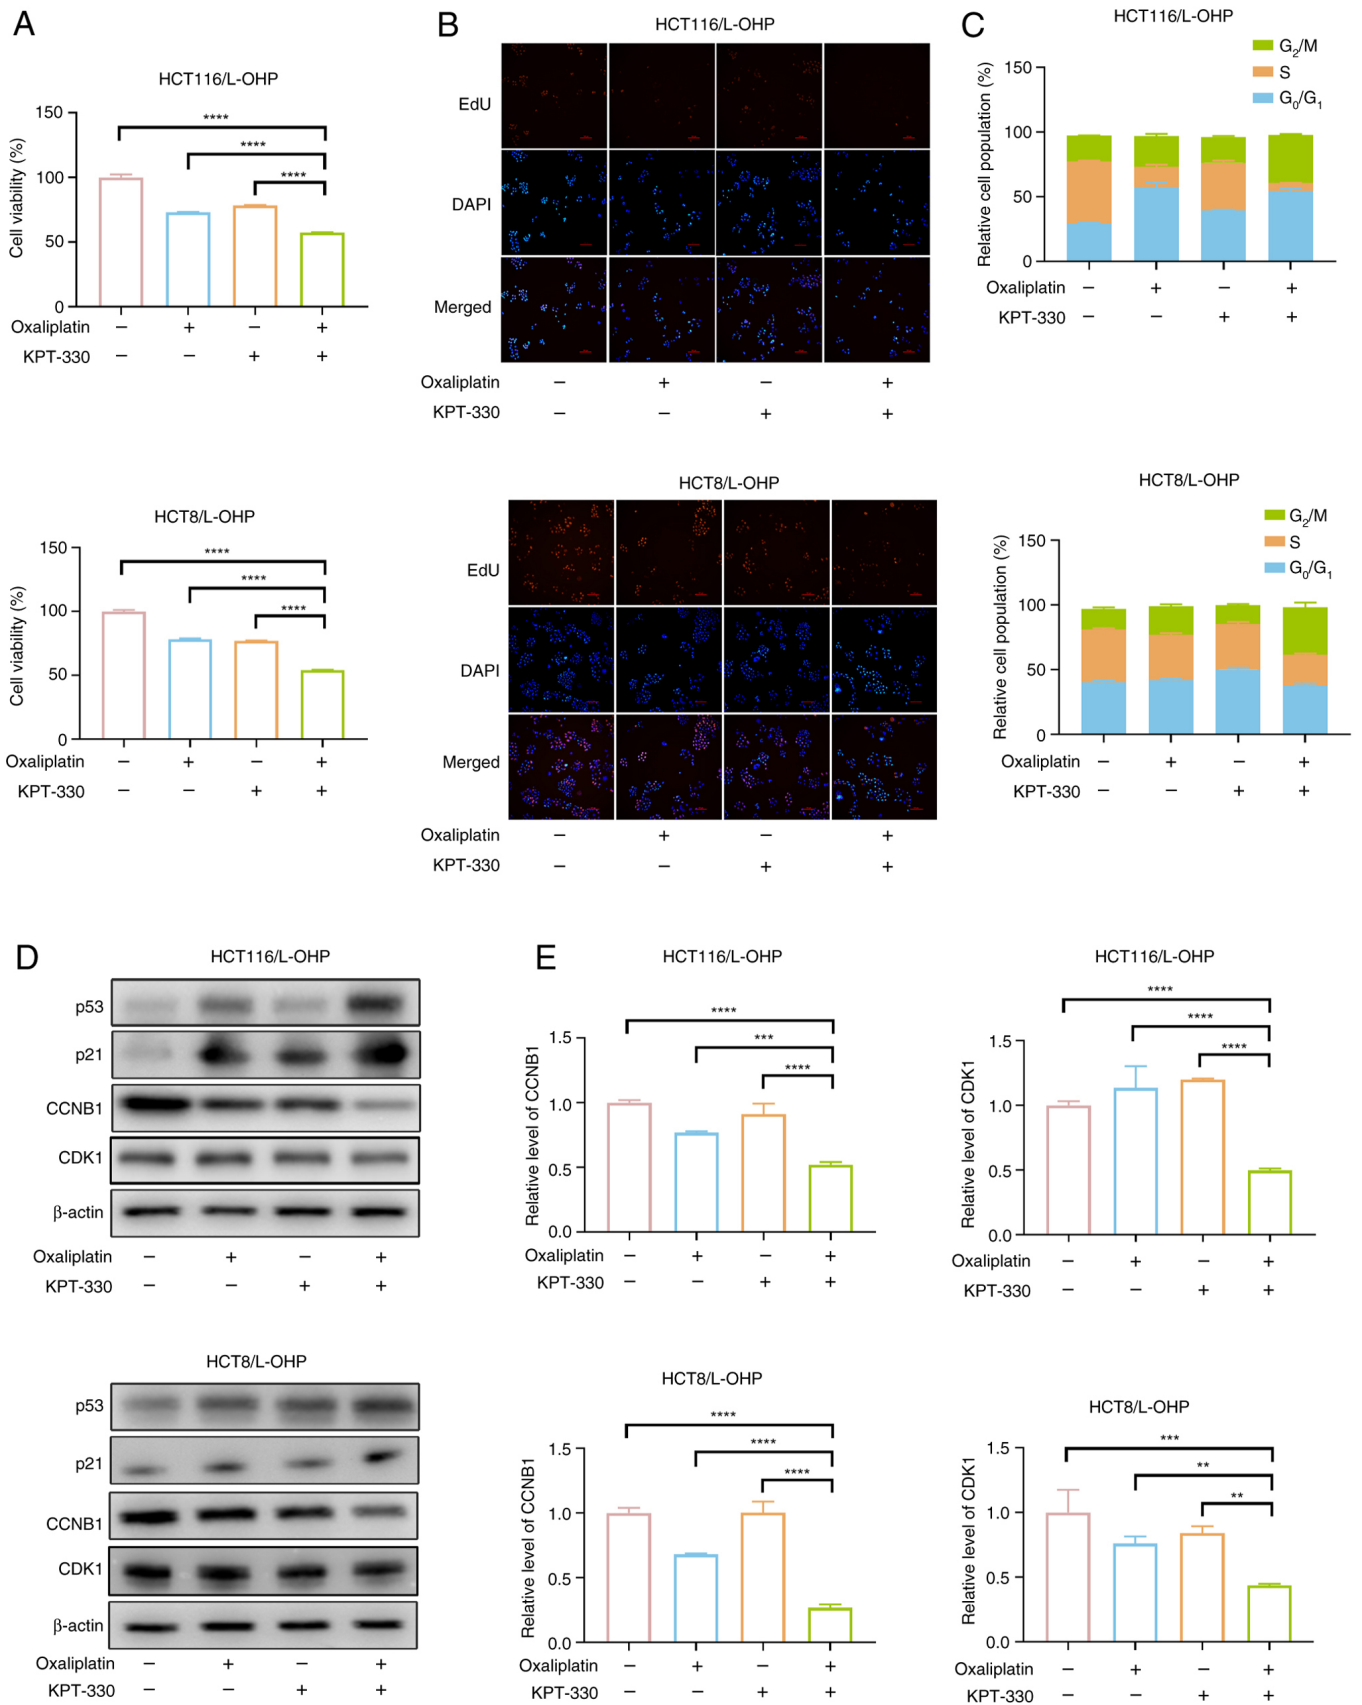 A
HCT116/L-OHP
Cell viability (%)
150
100
50
0
****
****
****
Oxaliplatin − + − +
KPT-330 − − + +
HCT8/L-OHP
Cell viability (%)
150
100
50
0
****
****
****
Oxaliplatin − + − +
KPT-330 − − + +
B
HCT116/L-OHP
EdU
DAPI
Merged
Oxaliplatin − + − +
KPT-330 − − + +
HCT8/L-OHP
EdU
DAPI
Merged
Oxaliplatin − + − +
KPT-330 − − + +
C
HCT116/L-OHP
G₂/M
S
G₀/G₁
Relative cell population (%)
150
100
50
0
Oxaliplatin − + − +
KPT-330 − − + +
HCT8/L-OHP
G₂/M
S
G₀/G₁
Relative cell population (%)
150
100
50
0
Oxaliplatin − + − +
KPT-330 − − + +
D
HCT116/L-OHP
p53
p21
CCNB1
CDK1
β-actin
Oxaliplatin − + − +
KPT-330 − − + +
HCT8/L-OHP
p53
p21
CCNB1
CDK1
β-actin
Oxaliplatin − + − +
KPT-330 − − + +
E
HCT116/L-OHP
Relative level of CCNB1
1.5
1.0
0.5
0.0
****
***
****
Oxaliplatin − + − +
KPT-330 − − + +
HCT116/L-OHP
Relative level of CDK1
1.5
1.0
0.5
0.0
****
****
****
Oxaliplatin − + − +
KPT-330 − − + +
HCT8/L-OHP
Relative level of CCNB1
1.5
1.0
0.5
0.0
****
****
****
Oxaliplatin − + − +
KPT-330 − − + +
HCT8/L-OHP
Relative level of CDK1
1.5
1.0
0.5
0.0
***
**
**
Oxaliplatin − + − +
KPT-330 − − + +